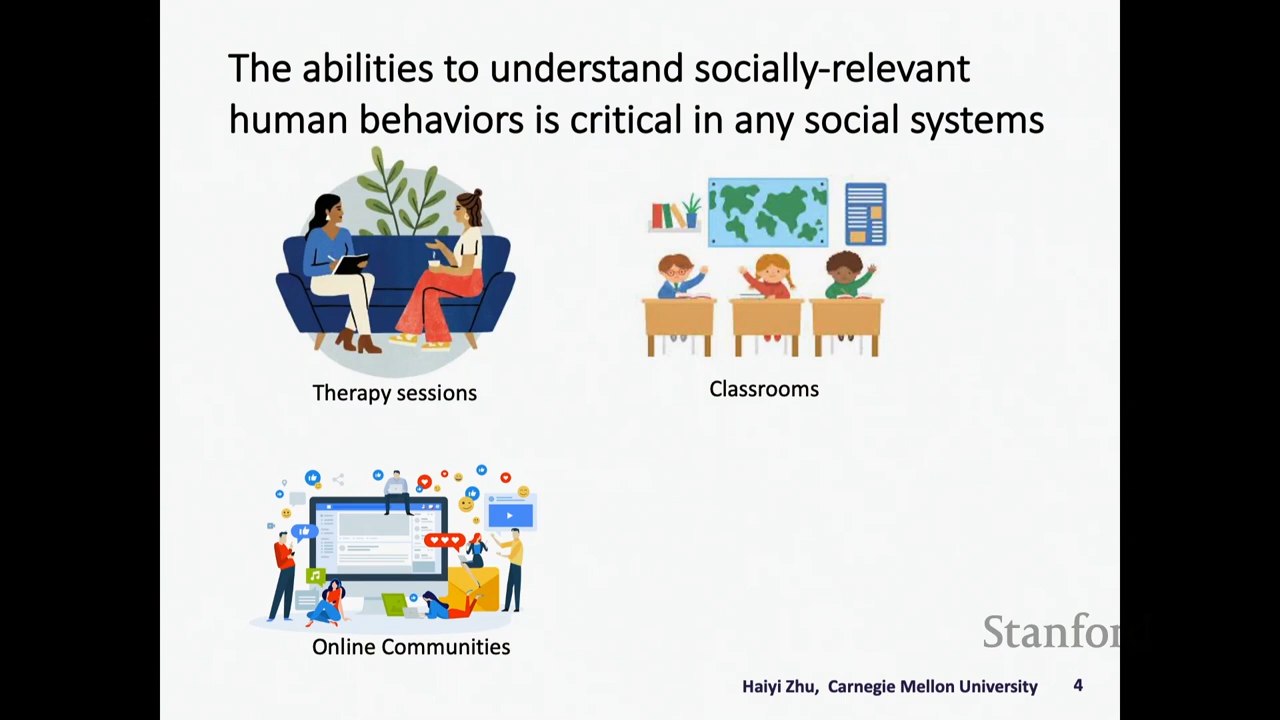 The abilities to understand socially-relevant
human behaviors is critical in any social systems
Therapy sessions
Classrooms
Online Communities
Stanfor
Haiyi Zhu, Carnegie Mellon University 4